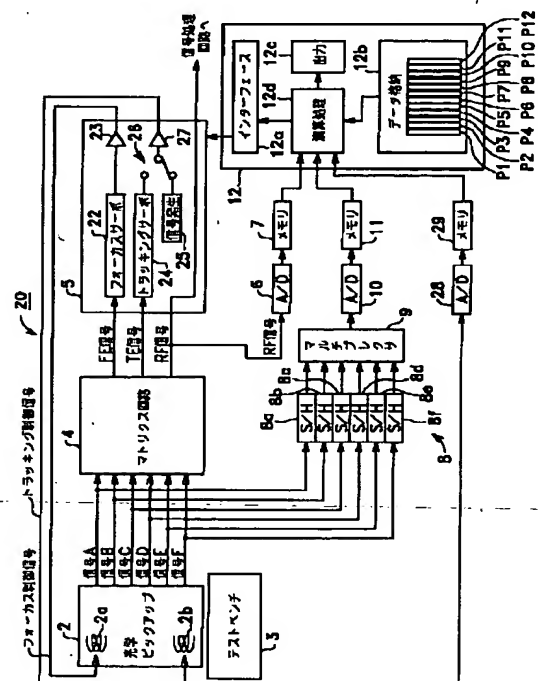 20
フォーカス制御信号
トラッキング制御信号
2
2a
光学
ピックアップ
2b
テストベンチ
3
信号A
信号B
信号C
信号D
信号E
信号F
4
マトリクス回路
FE信号
TE信号
RF信号
5
22
フォーカスサーボ
23
トラッキングサーボ
24
26
27
信号発生
25
信号処理
回路へ
RF信号
6
A/D
7
メモリ
8
8a
8b
8d
8e
8f
S/H
S/H
S/H
S/H
S/H
S/H
9
マルチプレクサ
10
A/D
11
メモリ
28
A/D
29
メモリ
12
インターフェース
12a
演算処理
12d
出力
12c
データ格納
12b
P1
P2
P3
P4
P5
P6
P7
P8
P9
P10
P11
P12